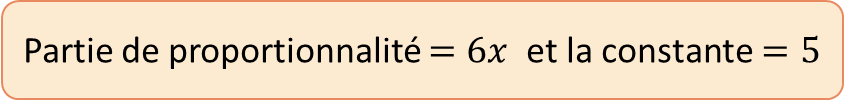 Partie de proportionnalité = 6𝑥 et la constante = 5